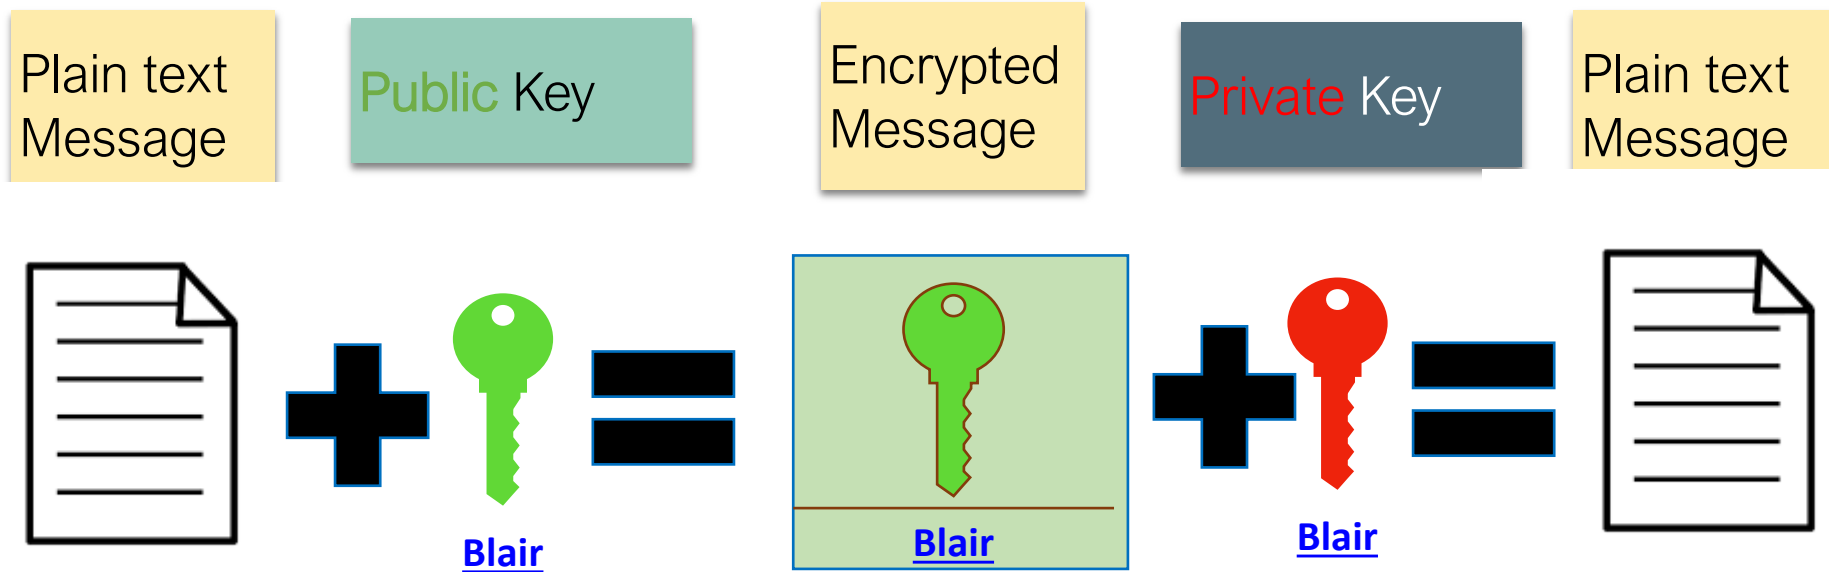 Plain text
Message
Public Key
Encrypted
Message
Private Key
Plain text
Message
Blair
Blair
Blair